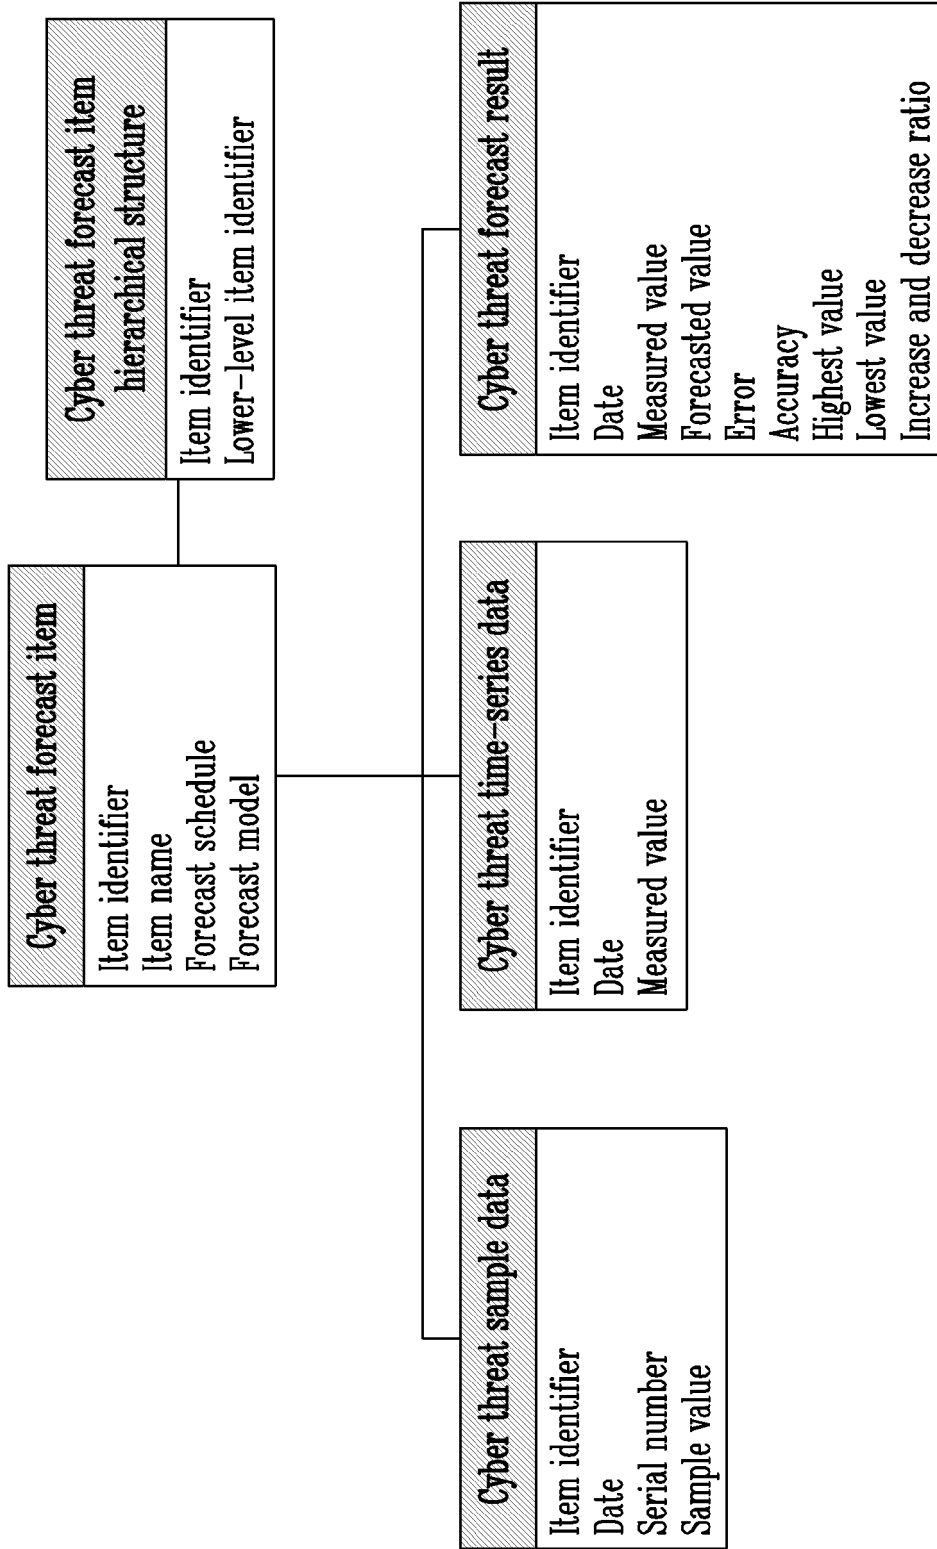 Cyber threat forecast item
Item identifier
Item name
Forecast schedule
Forecast model
Cyber threat forecast item
hierarchical structure
Item identifier
Lower-level item identifier
Cyber threat sample data
Item identifier
Date
Serial number
Sample value
Cyber threat time-series data
Item identifier
Date
Measured value
Cyber threat forecast result
Item identifier
Date
Measured value
Forecasted value
Error
Accuracy
Highest value
Lowest value
Increase and decrease ratio